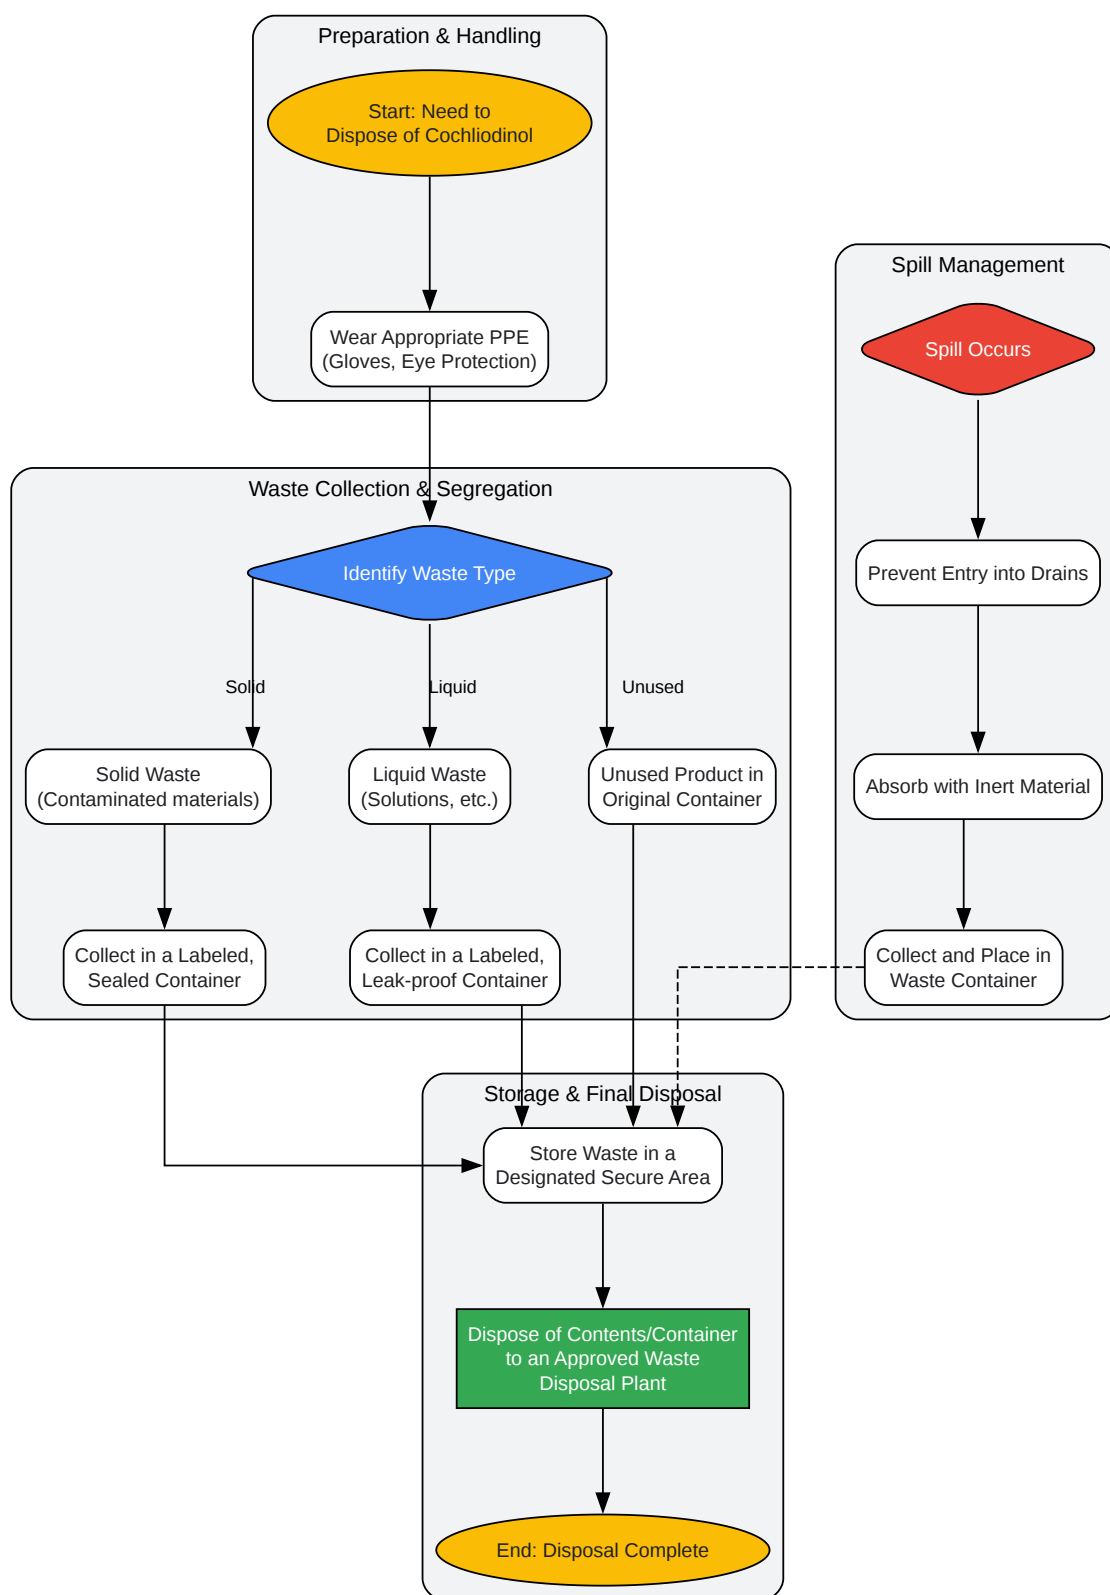 Preparation & Handling
Start: Need to
Dispose of Cochliodinol
Wear Appropriate PPE
(Gloves, Eye Protection)
Waste Collection & Segregation
Identify Waste Type
Solid
Liquid
Unused
Solid Waste
(Contaminated materials)
Liquid Waste
(Solutions, etc.)
Unused Product in
Original Container
Collect in a Labeled,
Sealed Container
Collect in a Labeled,
Leak-proof Container
Spill Management
Spill Occurs
Prevent Entry into Drains
Absorb with Inert Material
Collect and Place in
Waste Container
Storage & Final Disposal
Store Waste in a
Designated Secure Area
Dispose of Contents/Container
to an Approved Waste
Disposal Plant
End: Disposal Complete